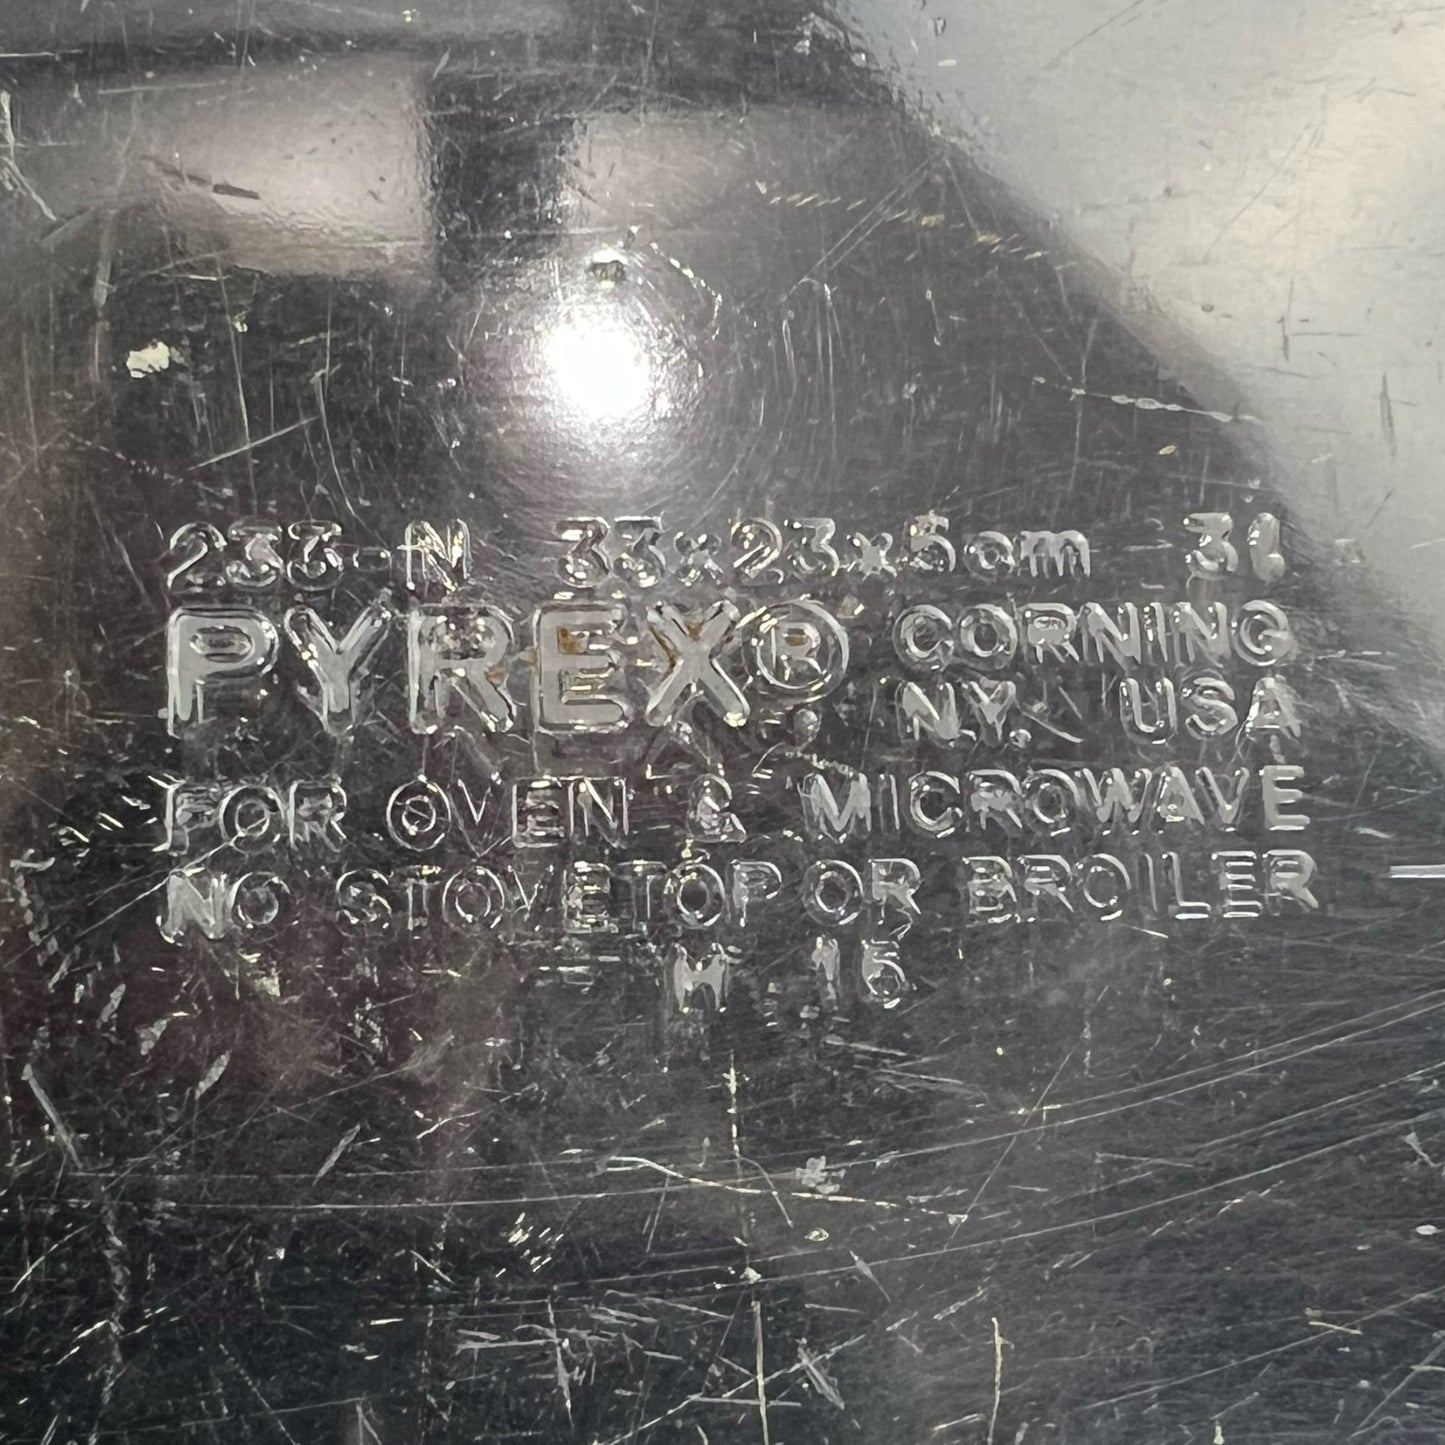 233-N 33x23x5cm 3l
PYREX® CORNING
N.Y. USA
FOR OVEN & MICROWAVE
NO STOVETOP OR BROILER
M 15